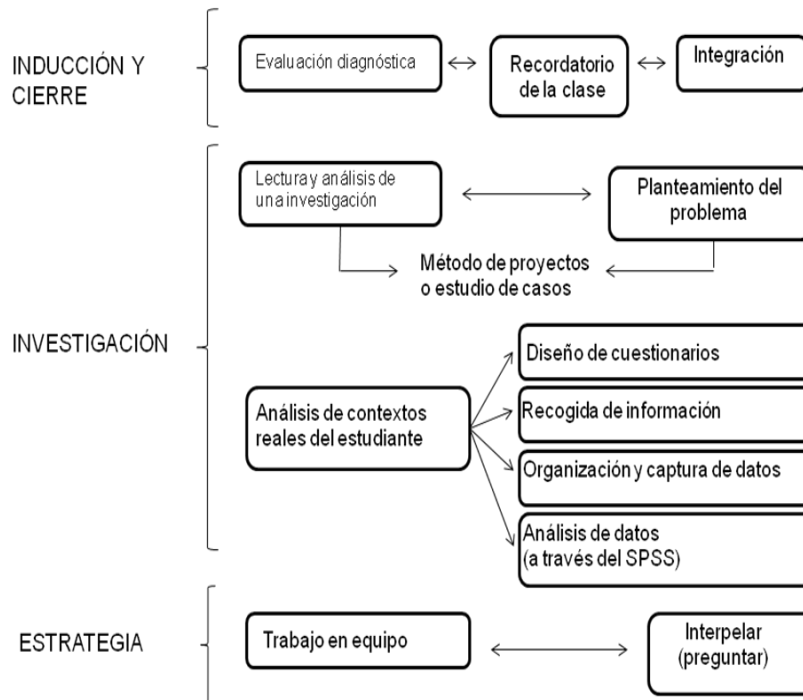 INDUCCIÓN Y
CIERRE
Evaluación diagnóstica
Recordatorio
de la clase
Integración
INVESTIGACIÓN
Lectura y análisis de
una investigación
Planteamiento del
problema
Método de proyectos
o estudio de casos
Análisis de contextos
reales del estudiante
Diseño de cuestionarios
Recogida de información
Organización y captura de datos
Análisis de datos
(a través del SPSS)
ESTRATEGIA
Trabajo en equipo
Interpelar
(preguntar)